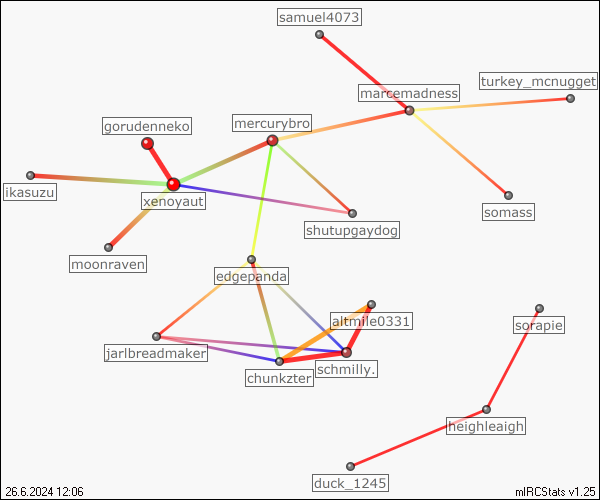 samuel4073
turkey_mcnugget
marcemadness
gorudenneko
mercurybro
ikasuzu
xenoyaut
somass
shutupgaydog
moonraven
edgepanda
altmile0331
sorapie
jarlbreadmaker
schmilly.
chunkzter
heighleaigh
duck_1245
26.6.2024 12:06
mIRCStats v1.25